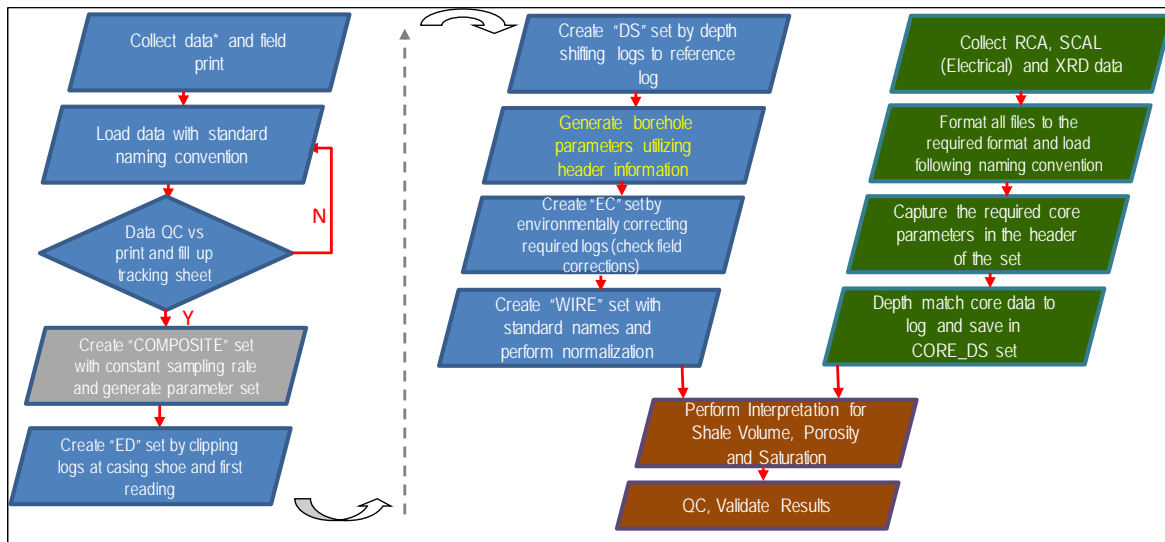 Collect data* and field
print
Load data with standard
naming convention
N
Data QC vs
print and fill up
tracking sheet
Y
Create “COMPOSITE” set
with constant sampling rate
and generate parameter set
Create “ED” set by clipping
logs at casing shoe and first
reading
Create “DS” set by depth
shifting logs to reference
log
Generate borehole
parameters utilizing
header information
Create “EC” set by
environmentally correcting
required logs (check field
corrections)
Create “WIRE” set with
standard names and
perform normalization
Collect RCA, SCAL
(Electrical) and XRD data
Format all files to the
required format and load
following naming convention
Capture the required core
parameters in the header
of the set
Depth match core data to
log and save in
CORE_DS set
Perform Interpretation for
Shale Volume, Porosity
and Saturation
QC, Validate Results